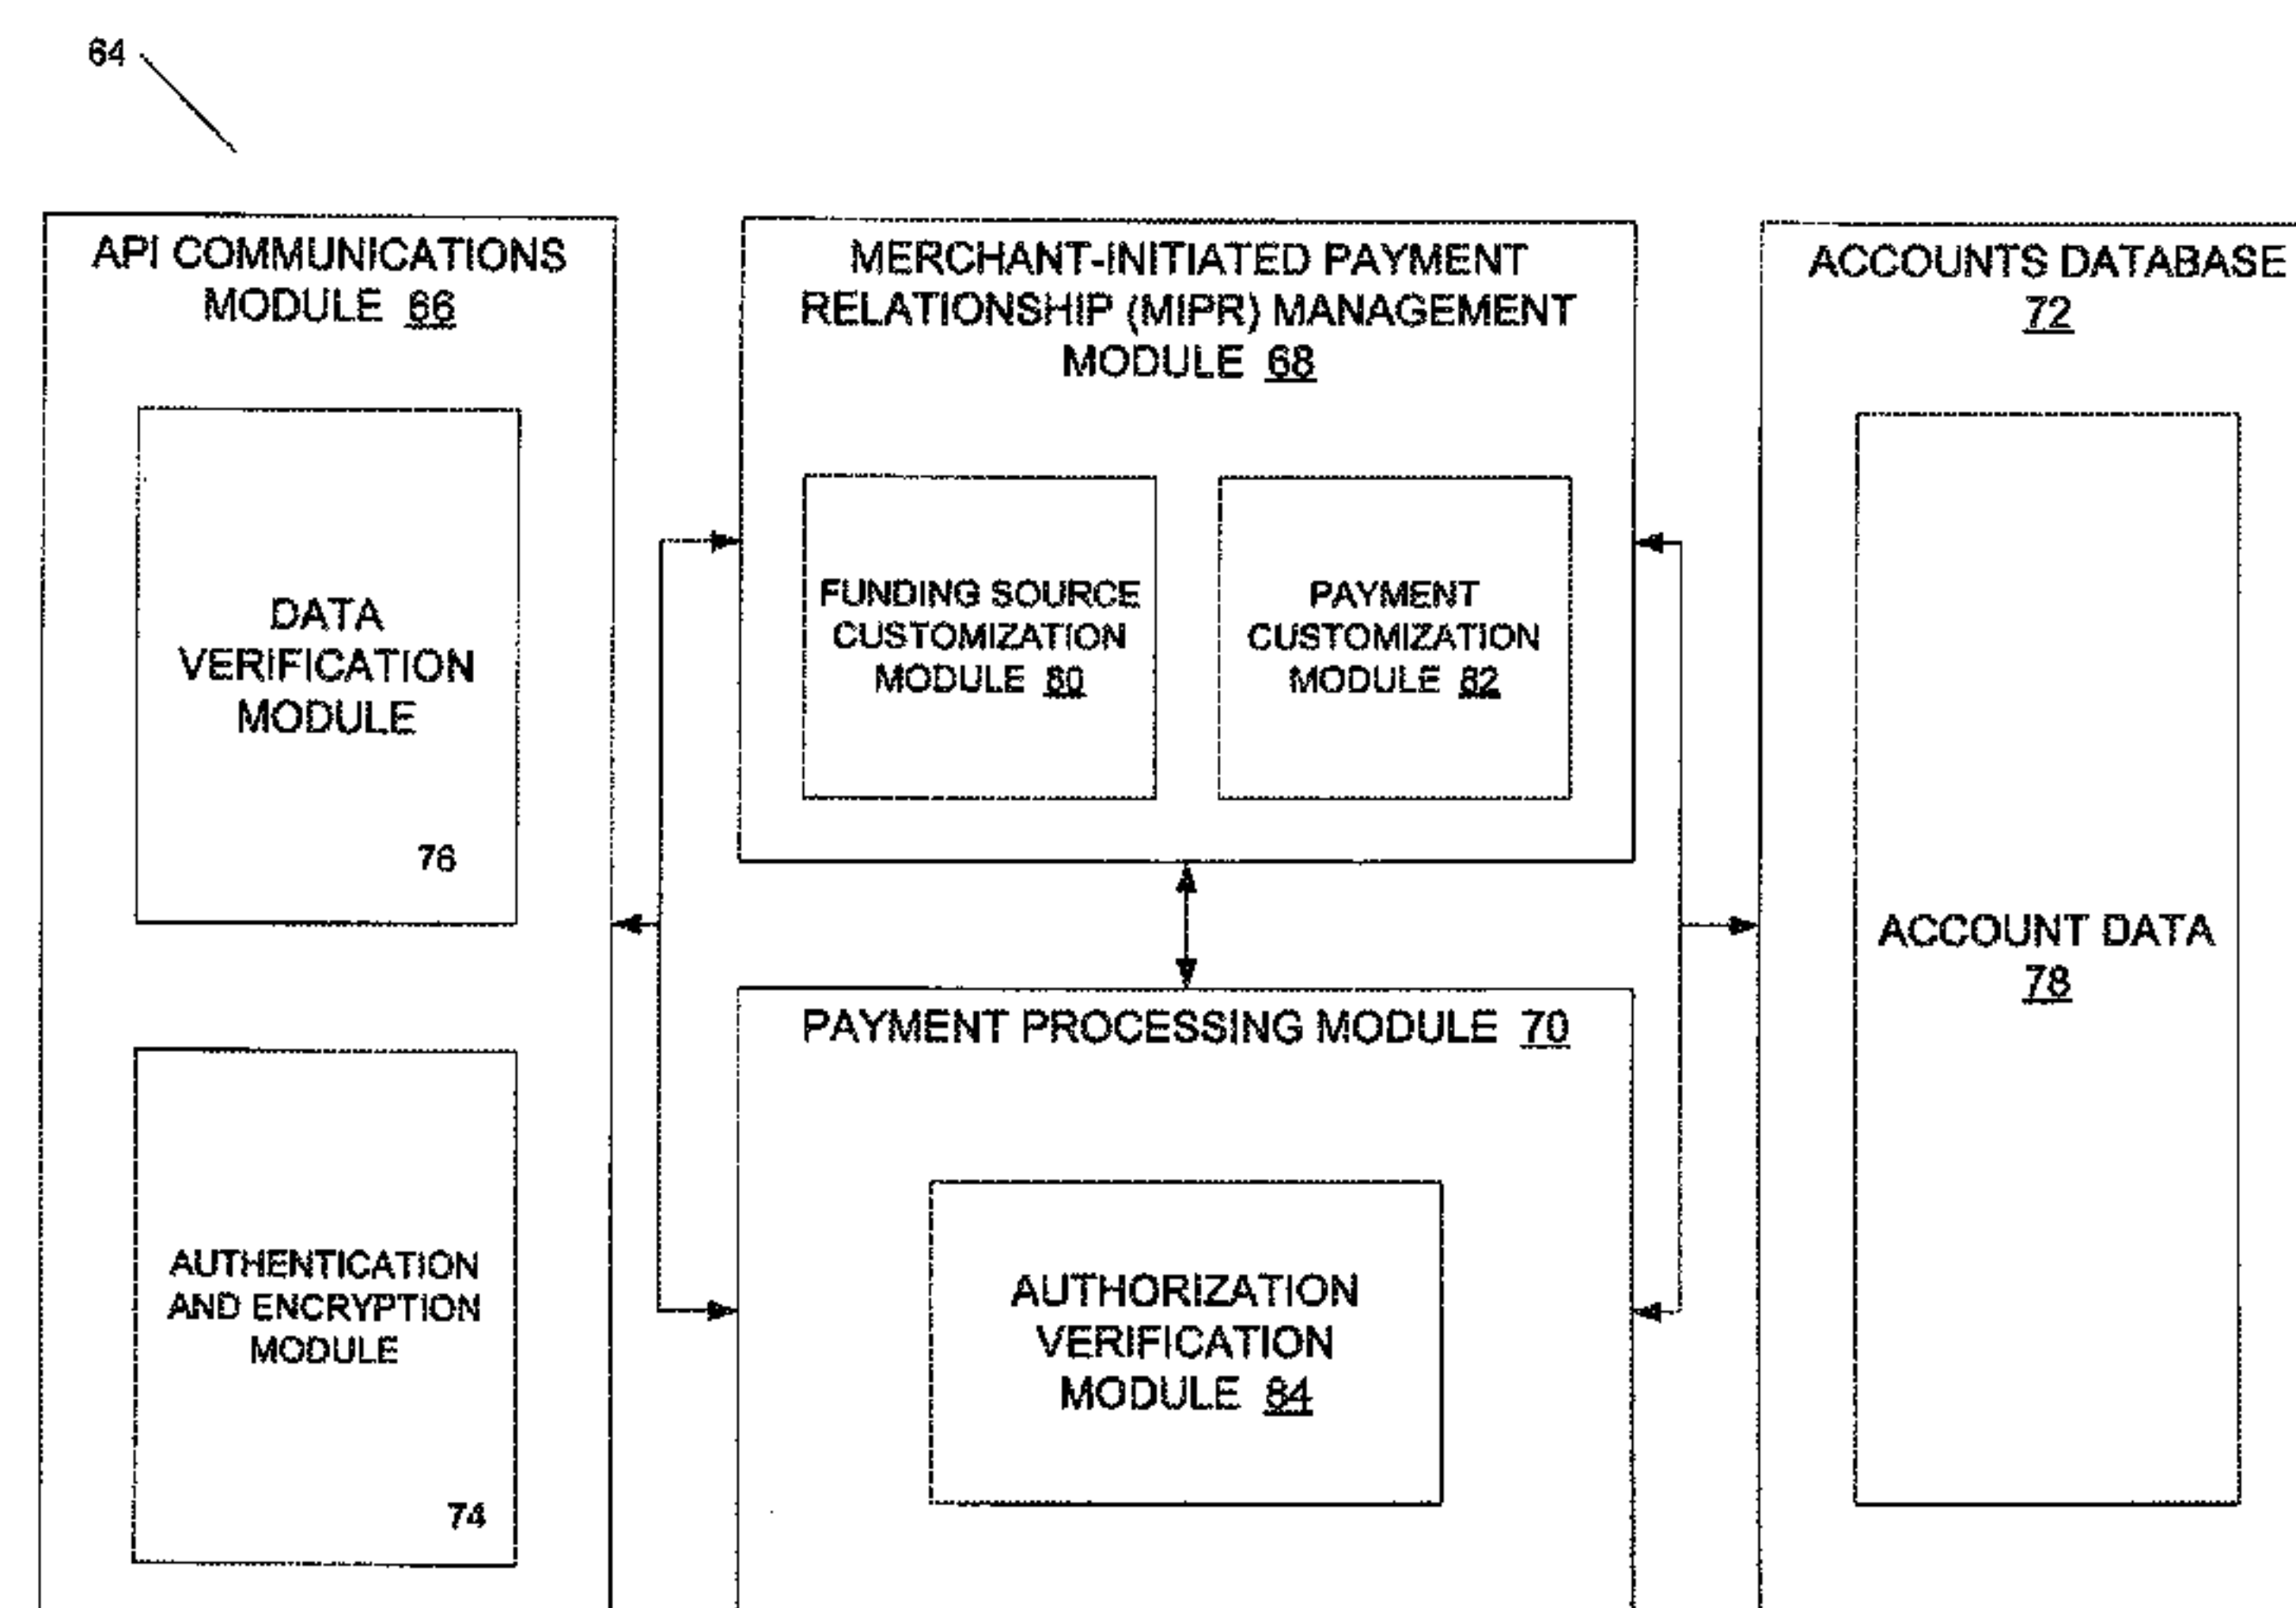 64
API COMMUNICATIONS
MODULE 66
DATA
VERIFICATION
MODULE
76
AUTHENTICATION
AND ENCRYPTION
MODULE
74
MERCHANT-INITIATED PAYMENT
RELATIONSHIP (MIPR) MANAGEMENT
MODULE 68
FUNDING SOURCE
CUSTOMIZATION
MODULE 80
PAYMENT
CUSTOMIZATION
MODULE 82
PAYMENT PROCESSING MODULE 70
AUTHORIZATION
VERIFICATION
MODULE 84
ACCOUNTS DATABASE
72
ACCOUNT DATA
78